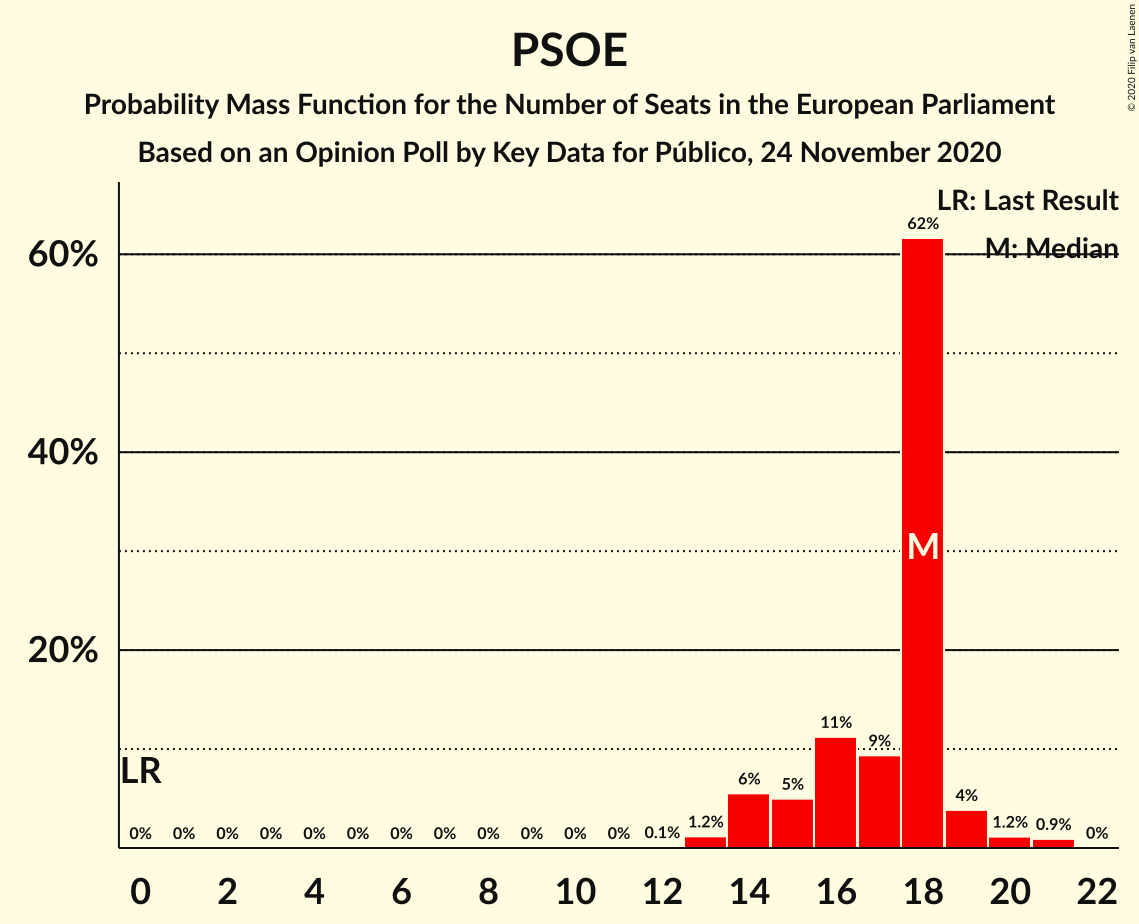 PSOE
Probability Mass Function for the Number of Seats in the European Parliament
Based on an Opinion Poll by Key Data for Público, 24 November 2020
© 2020 Filip van Laenen
LR: Last Result
M: Median
60%
40%
20%
62%
M
LR
0% 0% 0% 0% 0% 0% 0% 0% 0% 0% 0% 0% 0.1% 1.2% 6% 5% 11% 9% 4% 1.2% 0.9% 0%
0 2 4 6 8 10 12 14 16 18 20 22